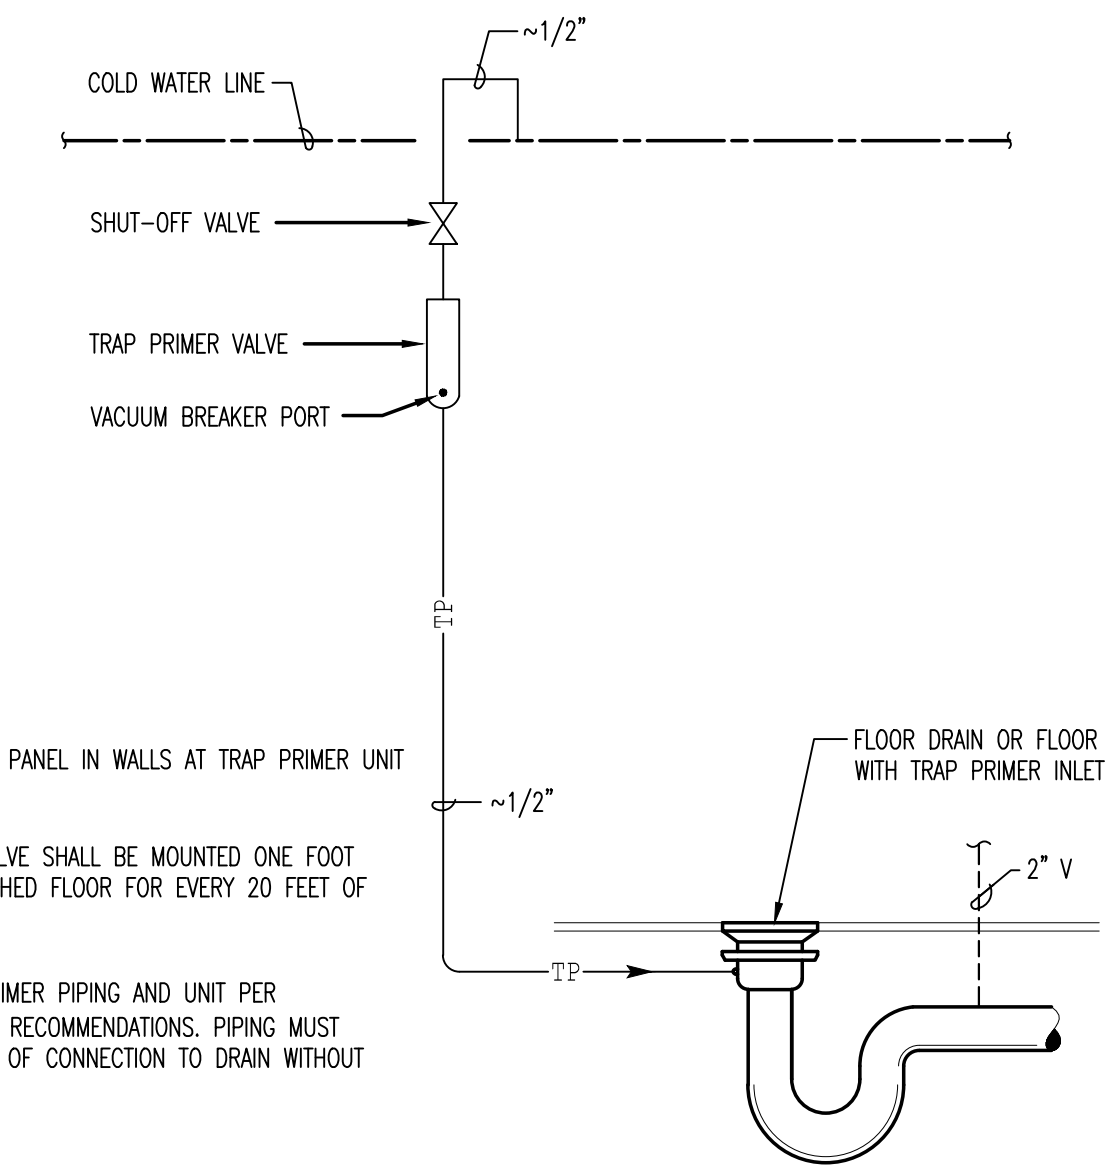 ~1/2"
COLD WATER LINE
SHUT-OFF VALVE
TRAP PRIMER VALVE
VACUUM BREAKER PORT
TP
PANEL IN WALLS AT TRAP PRIMER UNIT
~1/2"
FLOOR DRAIN OR FLOOR
WITH TRAP PRIMER INLET
SHALL BE MOUNTED ONE FOOT
FLOOR FOR EVERY 20 FEET OF
2" V
TP
PIPING AND UNIT PER
RECOMMENDATIONS. PIPING MUST
OF CONNECTION TO DRAIN WITHOUT